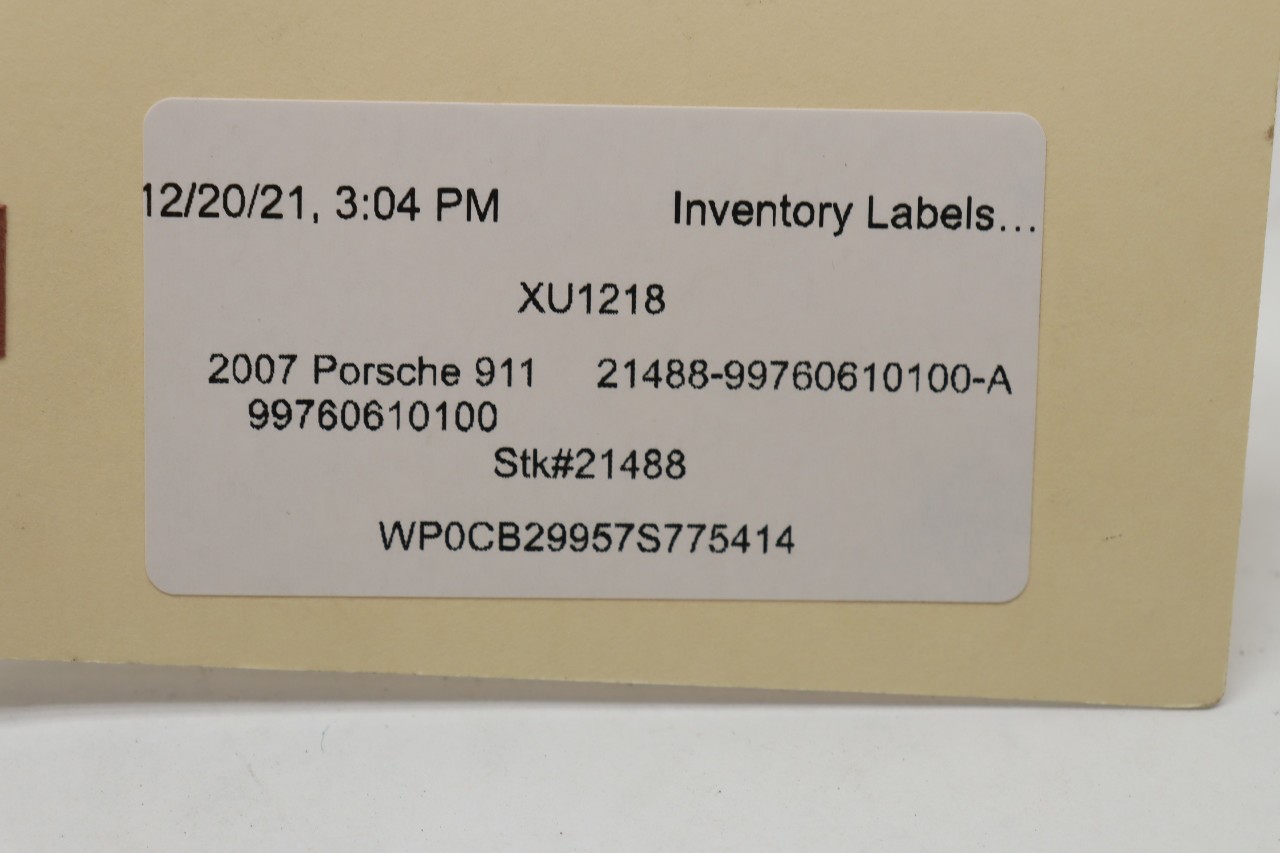 12/20/21, 3:04 PM Inventory Labels...
XU1218
2007 Porsche 911 21488-99760610100-A
99760610100
Stk#21488
WP0CB29957S775414